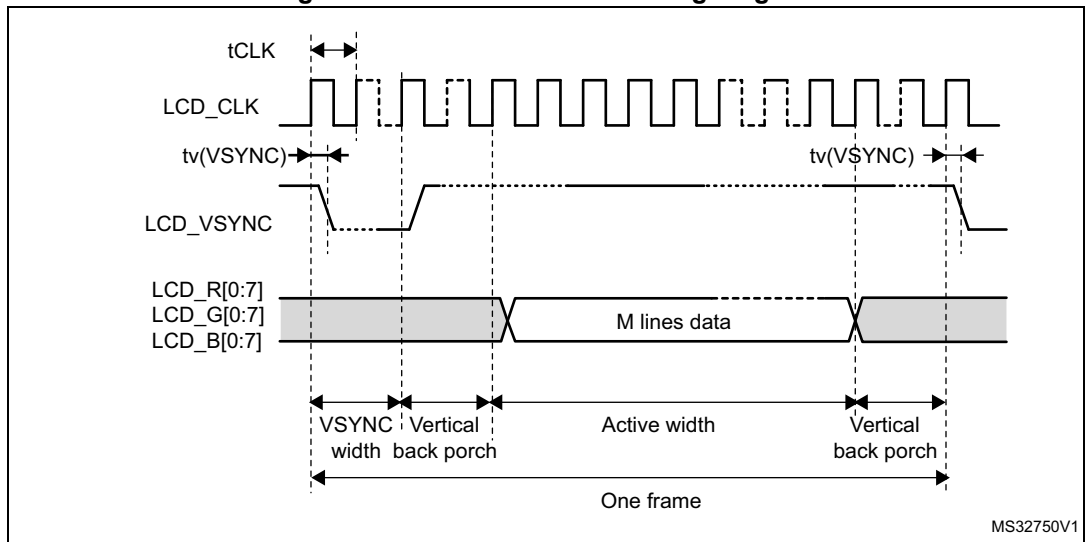 tCLK
LCD_CLK
tv(VSYNC)
tv(VSYNC)
LCD_VSYNC
LCD_R[0:7]
LCD_G[0:7]
LCD_B[0:7]
M lines data
VSYNC
width
Vertical
back porch
Active width
Vertical
back porch
One frame
MS32750V1